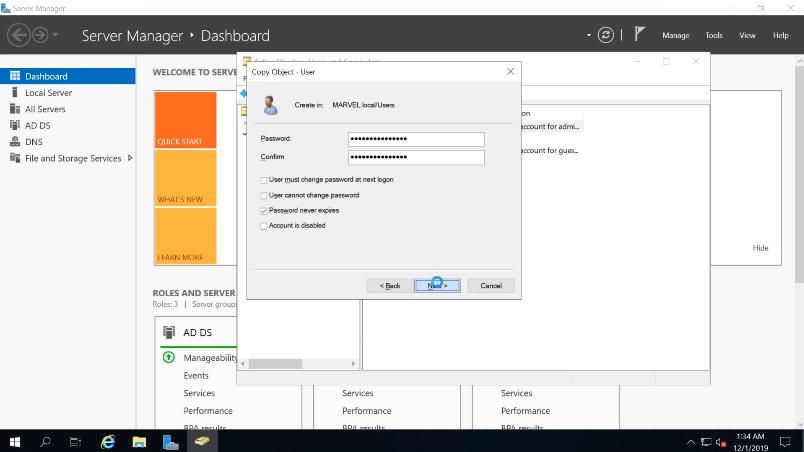 Server Manager
Server Manager • Dashboard
Manage Tools View Help
Dashboard
Local Server
All Servers
AD DS
DNS
File and Storage Services
WELCOME TO SERVE
QUICK START
WHAT'S NEW
LEARN MORE
Hide
ROLES AND SERVER
Roles: 3 | Server group
AD DS
Manageability
Events
Services
Performance
BPA results
Services
Performance
BPA results
Services
Performance
BPA results
Active Directory Users and Computers
on
account for admi...
account for gues...
Copy Object - User
Create in: MARVEL.local/Users
Password:
Confirm
User must change password at next logon
User cannot change password
Password never expires
Account is disabled
< Back
Next >
Cancel
1:34 AM
12/1/2019